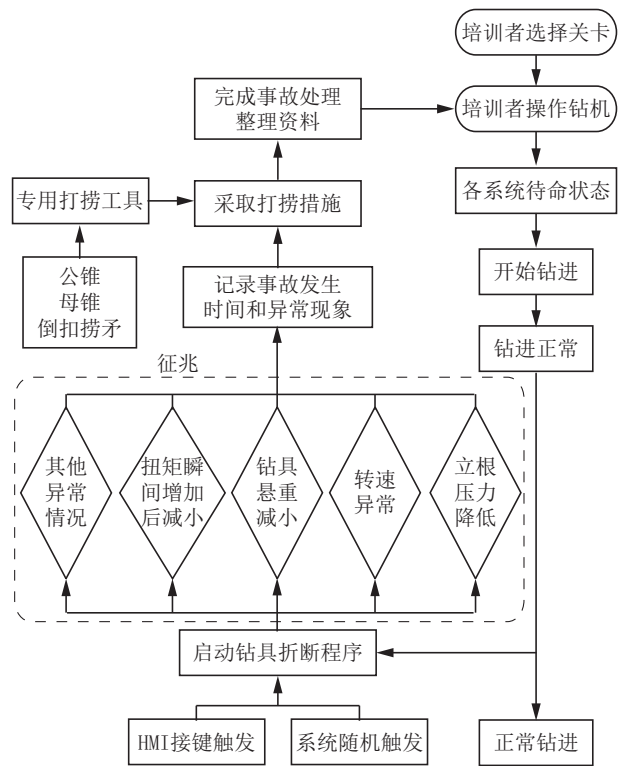 培训者选择关卡
完成事故处理
整理资料
培训者操作钻机
专用打捞工具
采取打捞措施
各系统待命状态
公锥
母锥
倒扣捞矛
记录事故发生
时间和异常现象
开始钻进
钻进正常
征兆
其他
异常
情况
扭矩瞬
间增加
后减小
钻具
悬重
减小
转速
异常
立根
压力
降低
启动钻具折断程序
HMI接键触发
系统随机触发
正常钻进